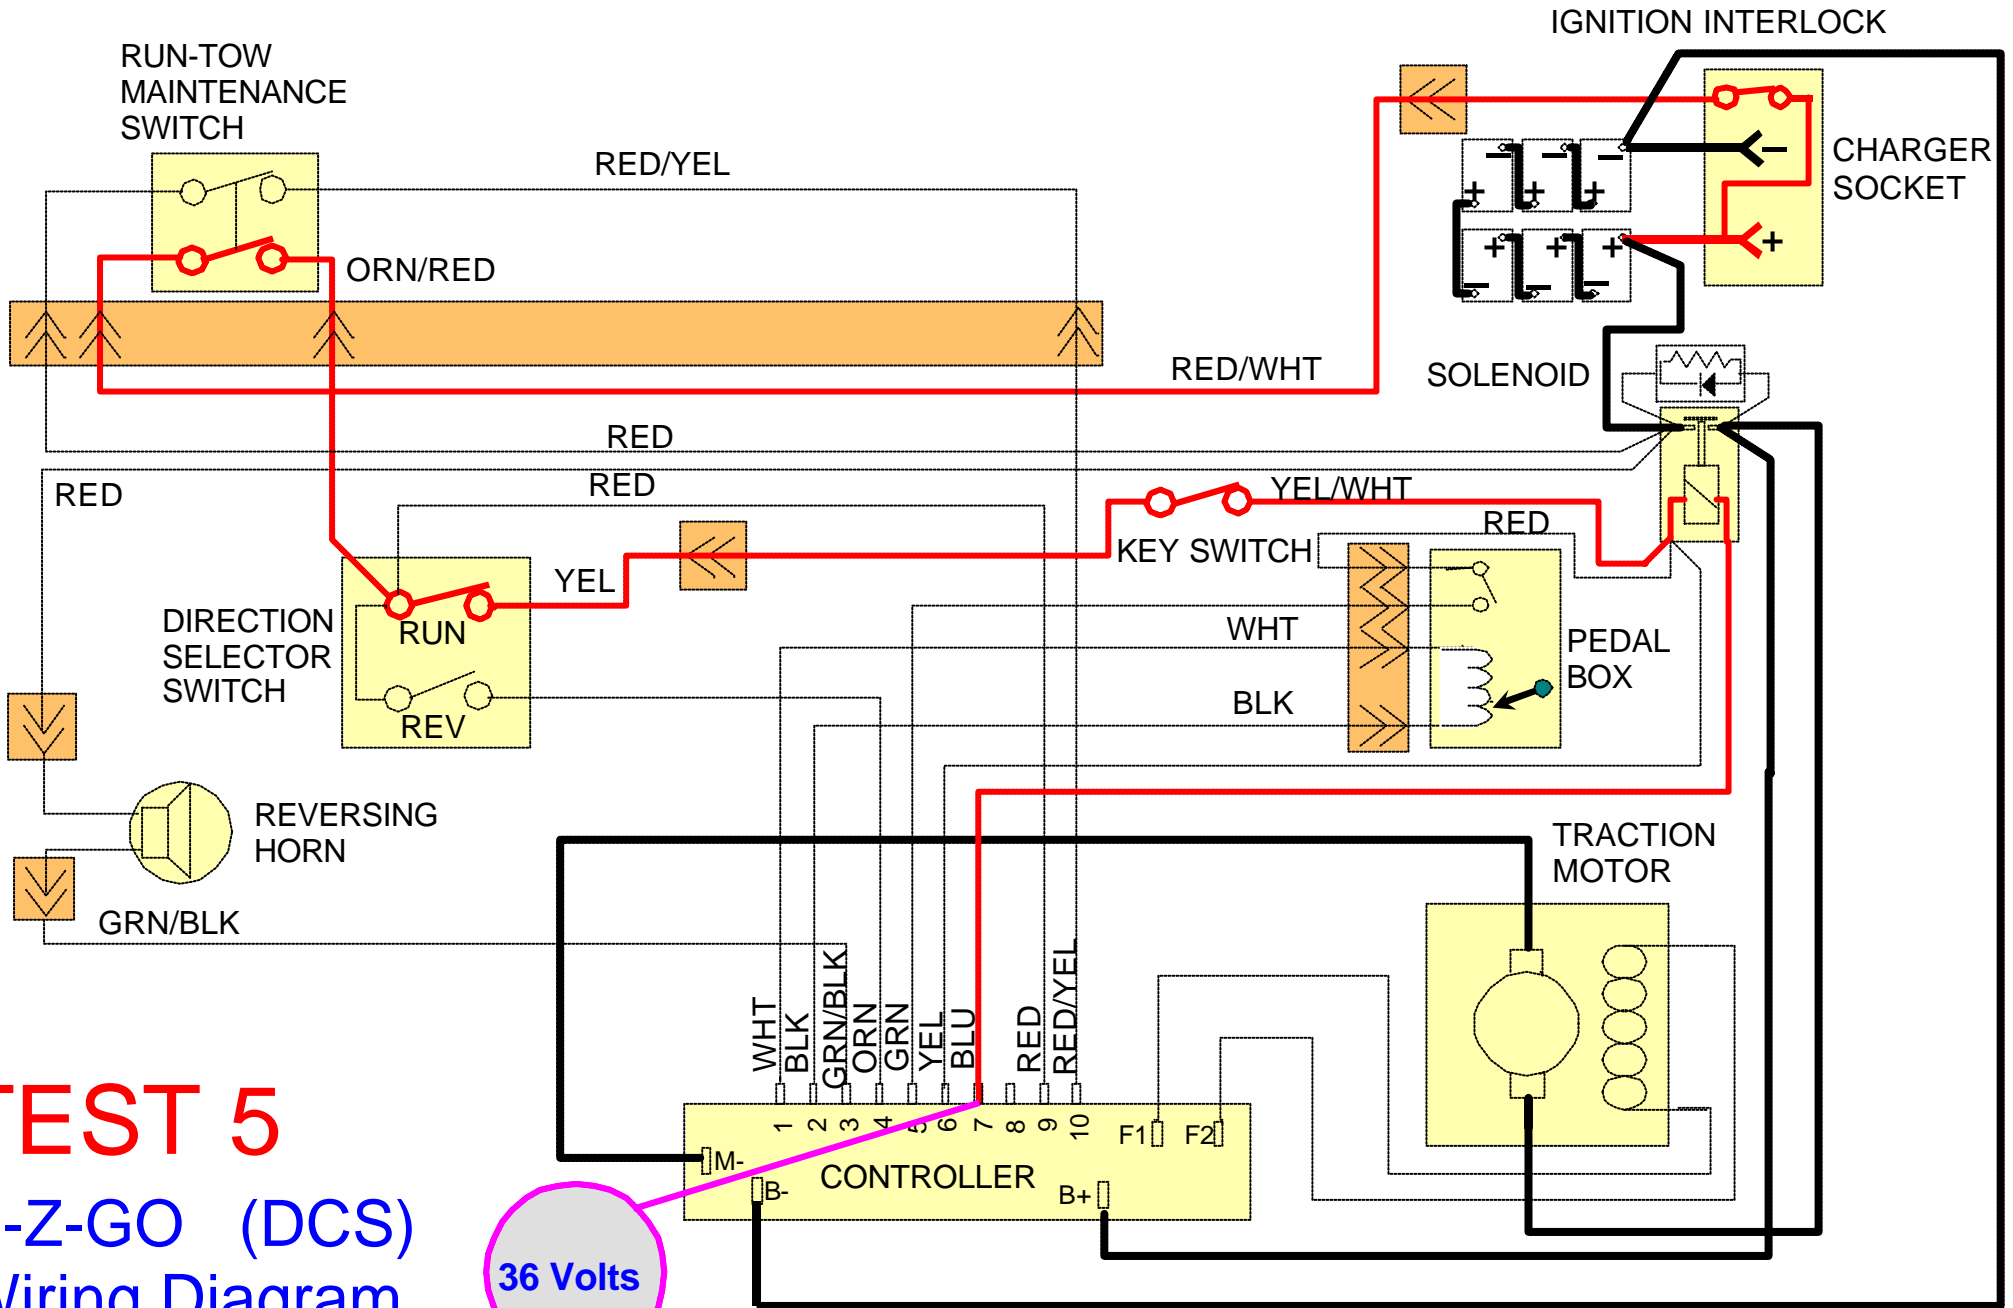 IGNITION INTERLOCK
RUN-TOW
MAINTENANCE
SWITCH
RED/YEL
CHARGER
SOCKET
ORN/RED
RED/WHT
SOLENOID
RED
RED
RED
YEL/WHT
RED
KEY SWITCH
YEL
DIRECTION
SELECTOR
SWITCH
RUN
REV
WHT
BLK
PEDAL
BOX
REVERSING
HORN
GRN/BLK
TRACTION
MOTOR
WHT
BLK
GRN/BLK
ORN
GRN
YEL
BLU
RED
RED/YEL
1
2
3
4
5
6
7
8
9
10
F1
F2
M-
B-
CONTROLLER
B+
TEST 5
-Z-GO (DCS)
Wiring Diagram
36 Volts